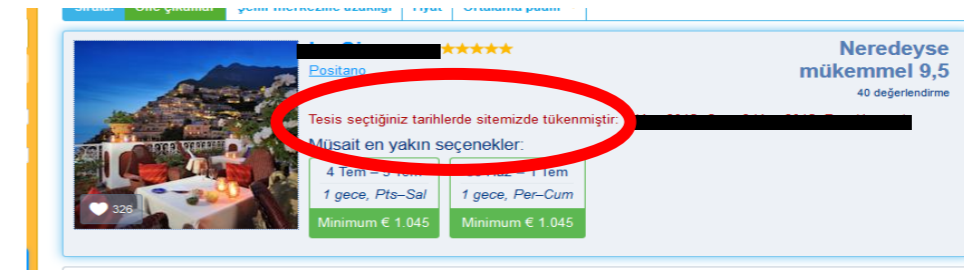 Neredeyse
mükemmel 9,5
40 değerlendirme
Positano
Tesis seçtiğiniz tarihlerde sitemizde tükenmiştir:
Müsait en yakın seçenekler:
4 Tem –
1 gece, Pts–Sal
Minimum € 1.045
1 Tem
1 gece, Per–Cum
Minimum € 1.045
326